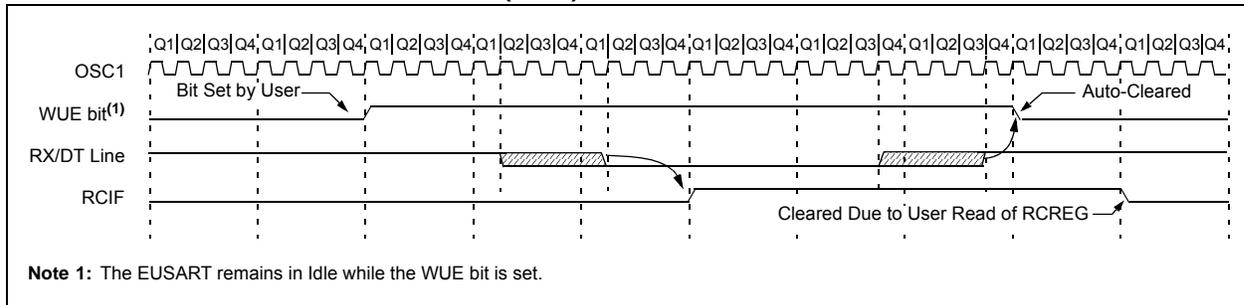 Q1 Q2 Q3 Q4 Q1 Q2 Q3 Q4 Q1 Q2 Q3 Q4 Q1 Q2 Q3 Q4 Q1 Q2 Q3 Q4 Q1 Q2 Q3 Q4 Q1 Q2 Q3 Q4 Q1 Q2 Q3 Q4 Q1 Q2 Q3 Q4 Q1 Q2 Q3 Q4
OSC1
Bit Set by User
Auto-Cleared
WUE bit(1)
RX/DT Line
RCIF
Cleared Due to User Read of RCREG
Note 1: The EUSART remains in Idle while the WUE bit is set.